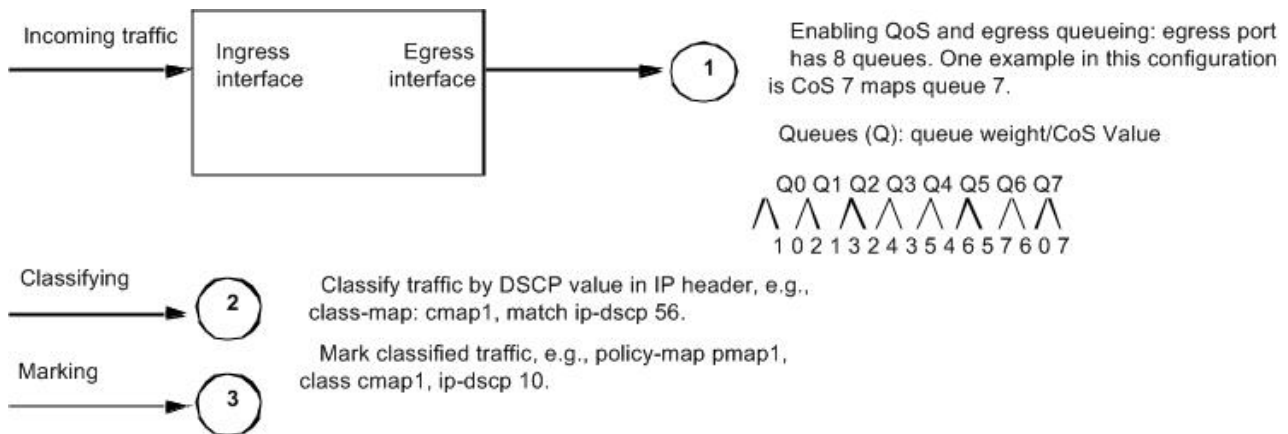 Incoming traffic
Ingress
interface
Egress
interface
1
Enabling QoS and egress queueing: egress port
has 8 queues. One example in this configuration
is CoS 7 maps queue 7.
Queues (Q): queue weight/CoS Value
Q0 Q1 Q2 Q3 Q4 Q5 Q6 Q7
1 0 2 1 3 2 4 3 5 4 6 5 7 6 0 7
Classifying
2
Classify traffic by DSCP value in IP header, e.g.,
class-map: cmap1, match ip-dscp 56.
Marking
3
Mark classified traffic, e.g., policy-map pmap1,
class cmap1, ip-dscp 10.